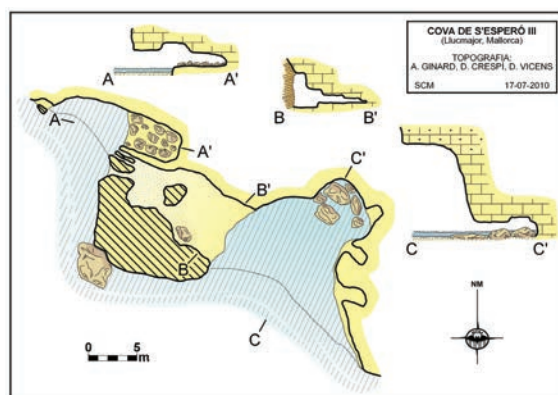 COVA DE S'ESPERÓ III
(Llucmajor, Mallorca)
TOPOGRAFIA:
A. GINARD, D. CRESPÍ, D. VICENS
SCM 17-07-2010
A A'
B B'
C C'
A
A'
B'
C'
B
C
NM
0 5
m